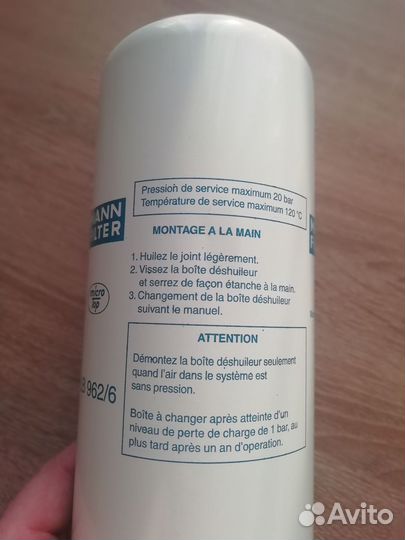 Pression de service maximum 20 bar
Température de service maximum 120 °C
ANN
FILTER
MONTAGE A LA MAIN
1. Huilez le joint légèrement.
2. Vissez la boîte déshuileur
et serrez de façon étanche à la main.
3. Changement de la boîte déshuileur
suivant le manuel.
micro
top
962/6
ATTENTION
Démontez la boîte déshuileur seulement
quand l'air dans le système est
sans pression.
Boîte à changer après atteinte d'un
niveau de perte de charge de 1 bar, au
plus tard après un an d'operation.
Avito